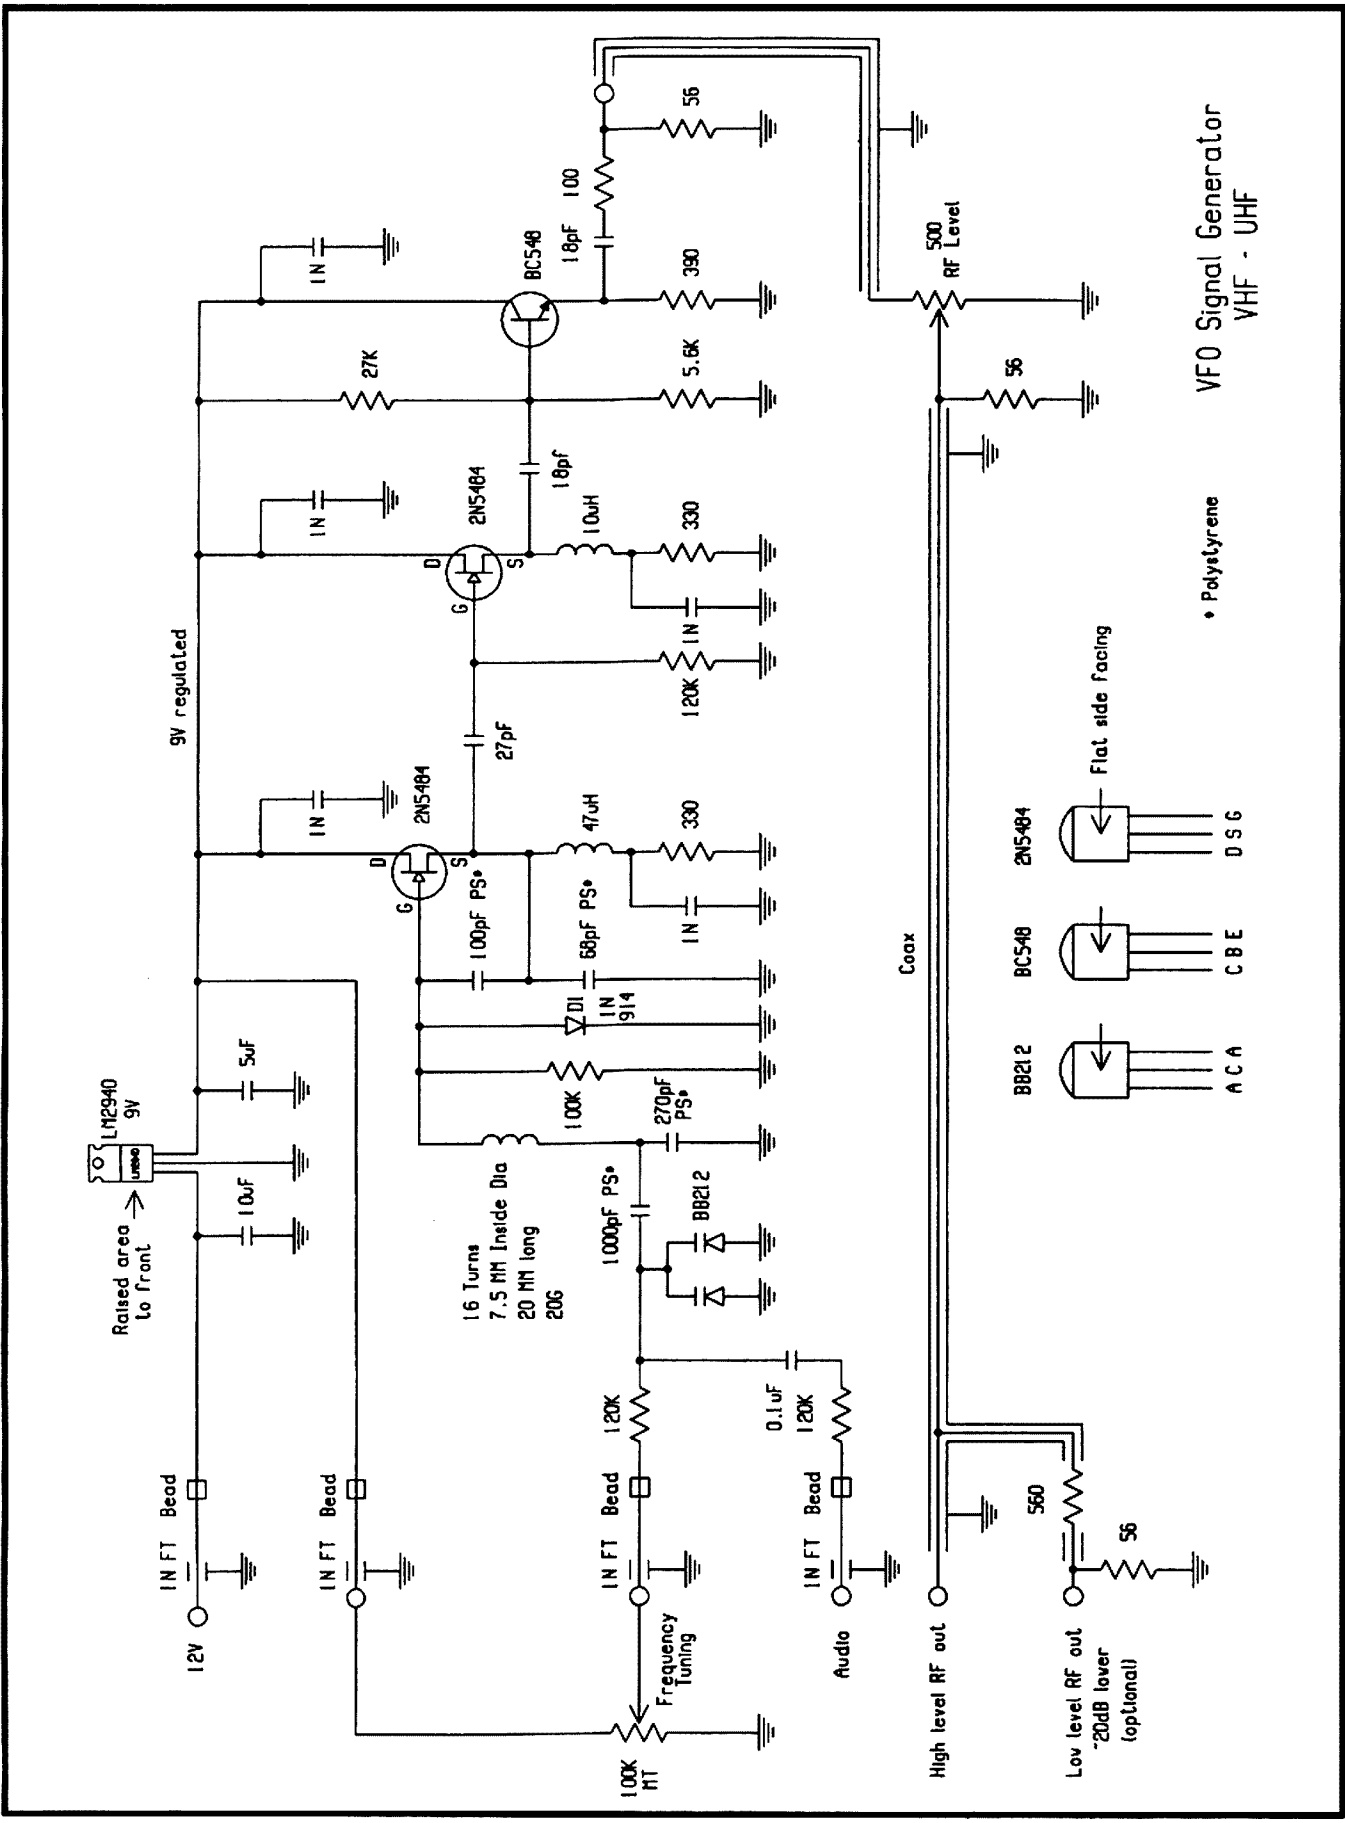 12V
1N FT
Bead
Raised area
to front
LM2940
9V
LM2940
10uF
5uF
9V regulated
1N FT
Bead
1N
1N
1N
27K
2N5484
D
G
S
2N5484
D
G
S
BC548
16 Turns
7.5 MM Inside Dia
20 MM long
20G
100pF PS*
68pF PS*
D1
1N
914
100K
270pF
PS*
47uH
330
1N
27pF
120K
1N
10uH
330
18pf
5.6K
390
18pF
100
56
100K
MT
Frequency
Tuning
1N FT
Bead
120K
1000pF PS*
BB212
Audio
1N FT
Bead
0.1uF
120K
High level RF out
Coax
56
500
RF Level
Low level RF out
~20dB lower
(optional)
560
56
BB212
A C A
BC548
C B E
2N5484
D S G
Flat side facing
* Polystyrene
VFO Signal Generator
VHF - UHF